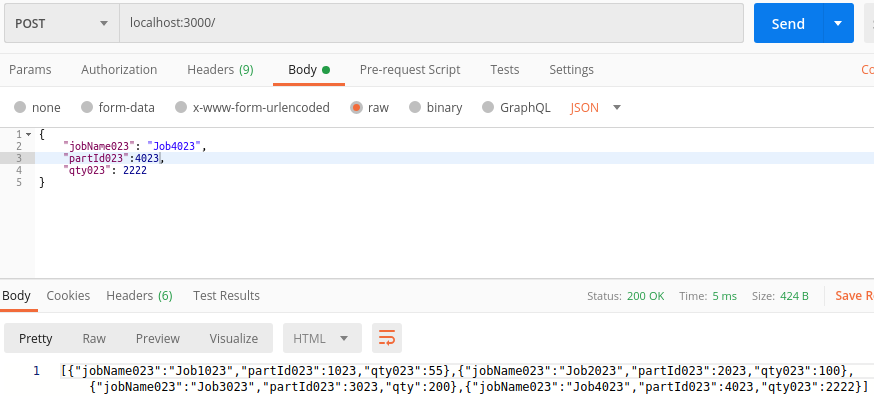 POST localhost:3000/ Send
Params Authorization Headers (9) Body Pre-request Script Tests Settings Co
none form-data x-www-form-urlencoded raw binary GraphQL JSON
1 {
2 "jobName023": "Job4023",
3 "partId023":4023,
4 "qty023": 2222
5 }
Body Cookies Headers (6) Test Results Status: 200 OK Time: 5 ms Size: 424 B Save R
Pretty Raw Preview Visualize HTML
1 [{"jobName023":"Job1023","partId023":1023,"qty023":55},{"jobName023":"Job2023","partId023":2023,"qty023":100},
{"jobName023":"Job3023","partId023":3023,"qty":200},{"jobName023":"Job4023","partId023":4023,"qty023":2222}]